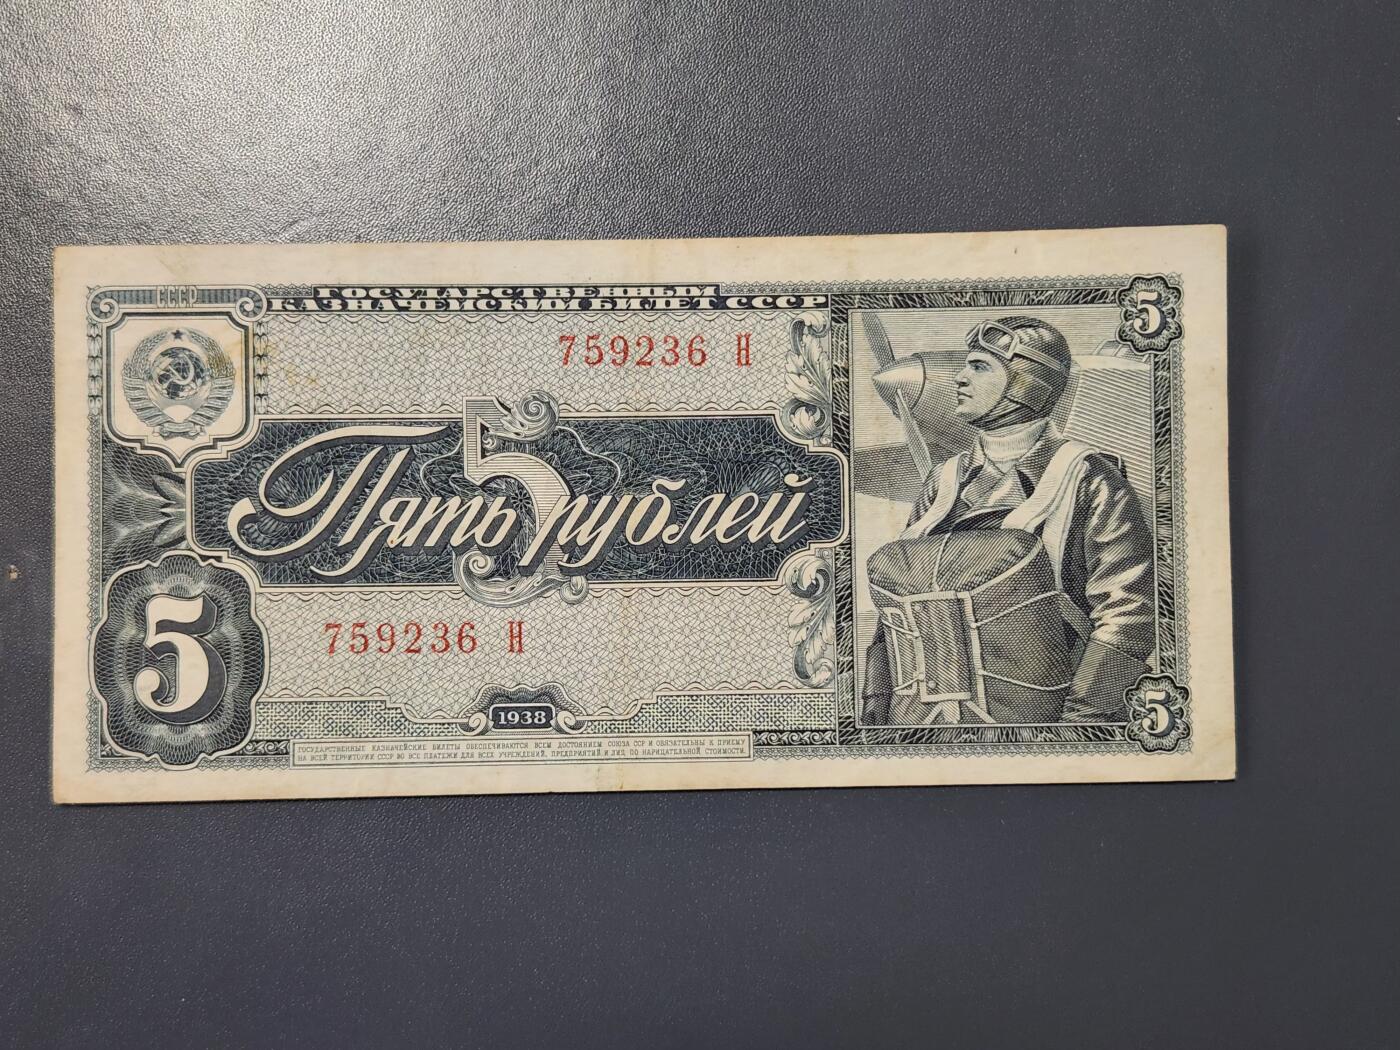 СССР
ГОСУДАРСТВЕННЫЙ
КАЗНАЧЕЙСКИЙ БИЛЕТ СССР
5
759236 Н
5
Пять рублей
759236 Н
5
5
1938
ГОСУДАРСТВЕННЫЕ КАЗНАЧЕЙСКИЕ БИЛЕТЫ ОБЕСПЕЧИВАЮТСЯ ВСЕМ ДОСТОЯНИЕМ СОЮЗА ССР И ОБЯЗАТЕЛЬНЫ К ПРИЕМУ
НА ВСЕЙ ТЕРРИТОРИИ СССР ВО ВСЕ ПЛАТЕЖИ ДЛЯ ВСЕХ УЧРЕЖДЕНИЙ, ПРЕДПРИЯТИЙ И ЛИЦ ПО НАРИЦАТЕЛЬНОЙ СТОИМОСТИ.